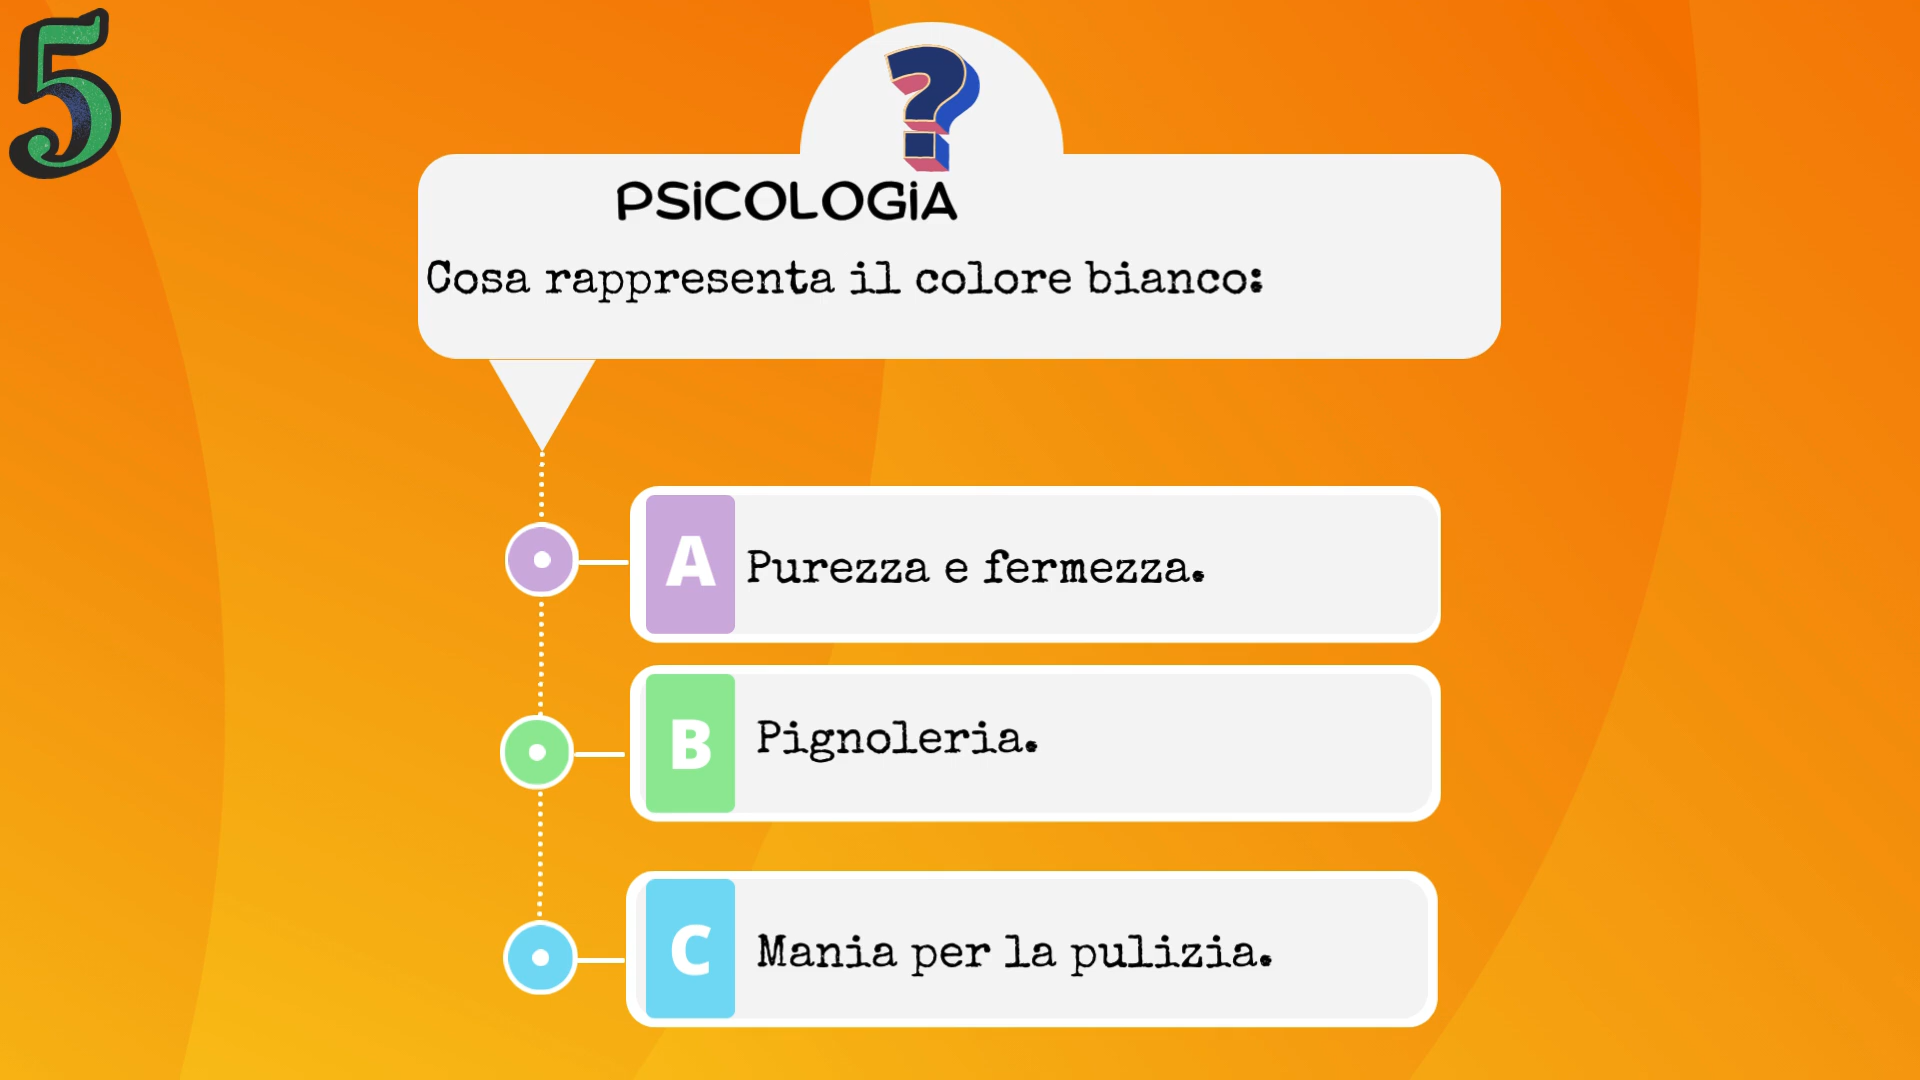 5
?
PSiCOLOGiA
Cosa rappresenta il colore bianco:
A Purezza e fermezza.
B Pignoleria.
C Mania per la pulizia.